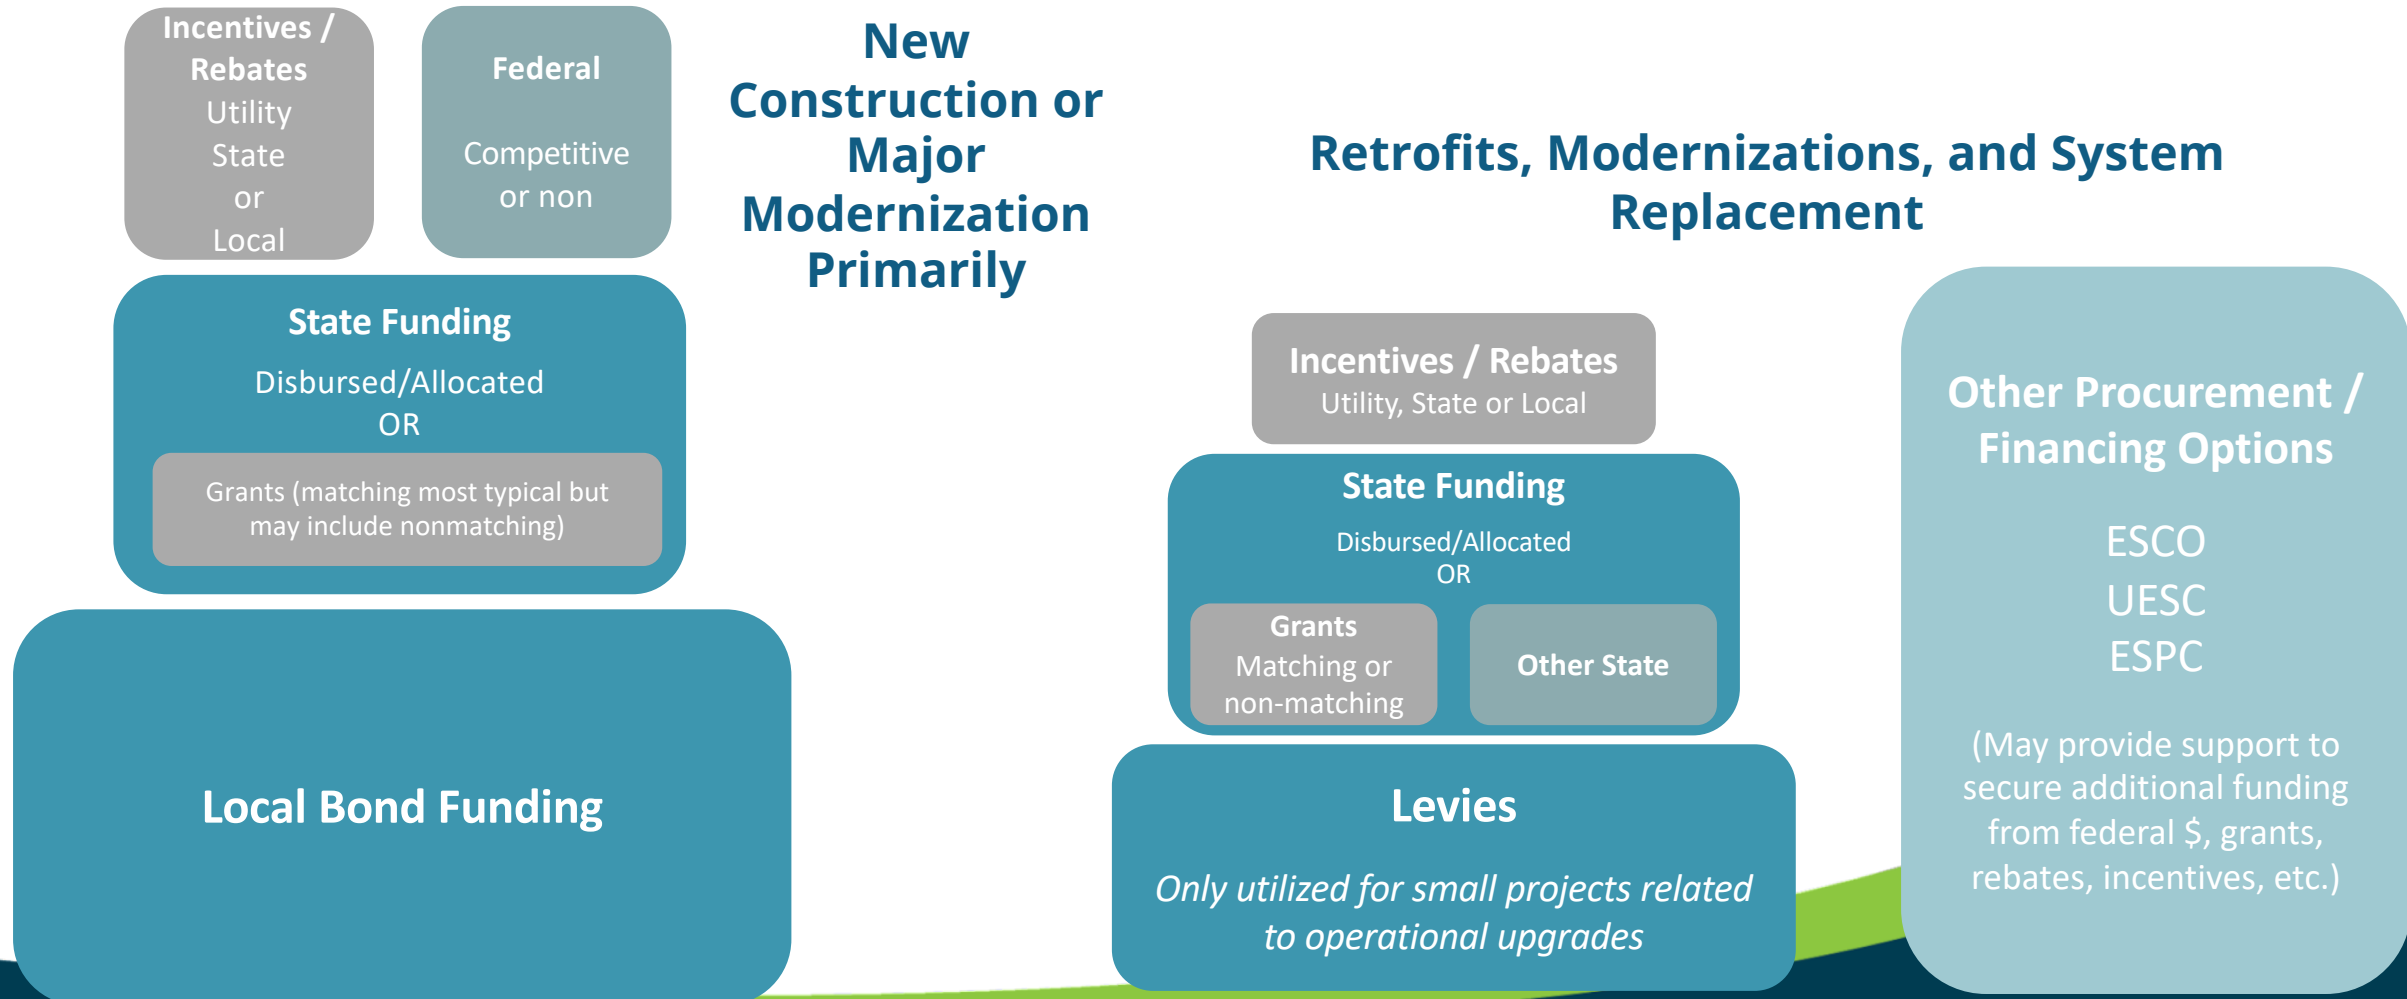 Incentives /
Rebates
Utility
State
or
Local
Federal
Competitive
or non
New
Construction or
Major
Modernization
Primarily
State Funding
Disbursed/Allocated
OR
Grants (matching most typical but
may include nonmatching)
Local Bond Funding
Retrofits, Modernizations, and System
Replacement
Incentives / Rebates
Utility, State or Local
State Funding
Disbursed/Allocated
OR
Grants
Matching or
non-matching
Other State
Levies
Only utilized for small projects related
to operational upgrades
Other Procurement /
Financing Options
ESCO
UESC
ESPC
(May provide support to
secure additional funding
from federal $, grants,
rebates, incentives, etc.)